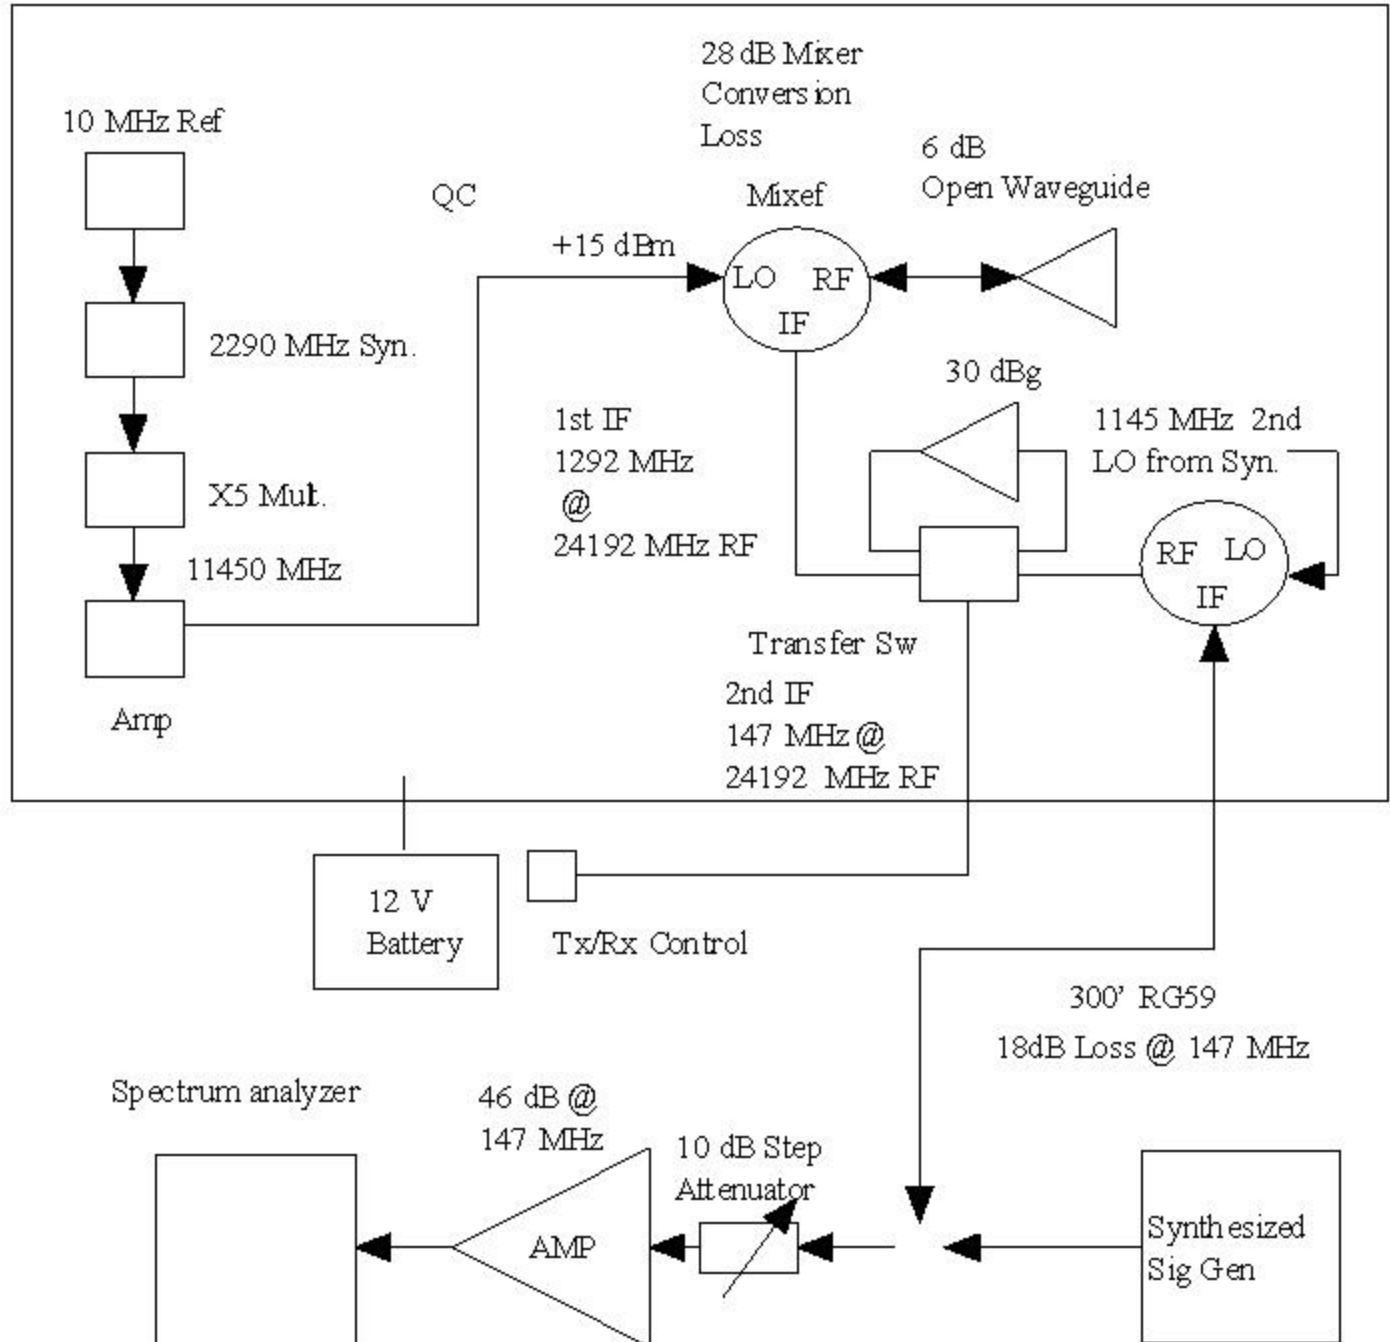 28 dB Mixer
Conversion
Loss
10 MHz Ref
6 dB
Open Waveguide
QC
Mixef
+15 dBm
LO RF
IF
2290 MHz Syn.
30 dBg
1st IF
1292 MHz
@
24192 MHz RF
1145 MHz 2nd
LO from Syn.
X5 Mult.
11450 MHz
RF LO
IF
Transfer Sw
2nd IF
147 MHz @
24192 MHz RF
Amp
12 V
Battery
Tx/Rx Control
300' RG59
18dB Loss @ 147 MHz
Spectrum analyzer
46 dB @
147 MHz
10 dB Step
Attenuator
AMP
Synthesized
Sig Gen